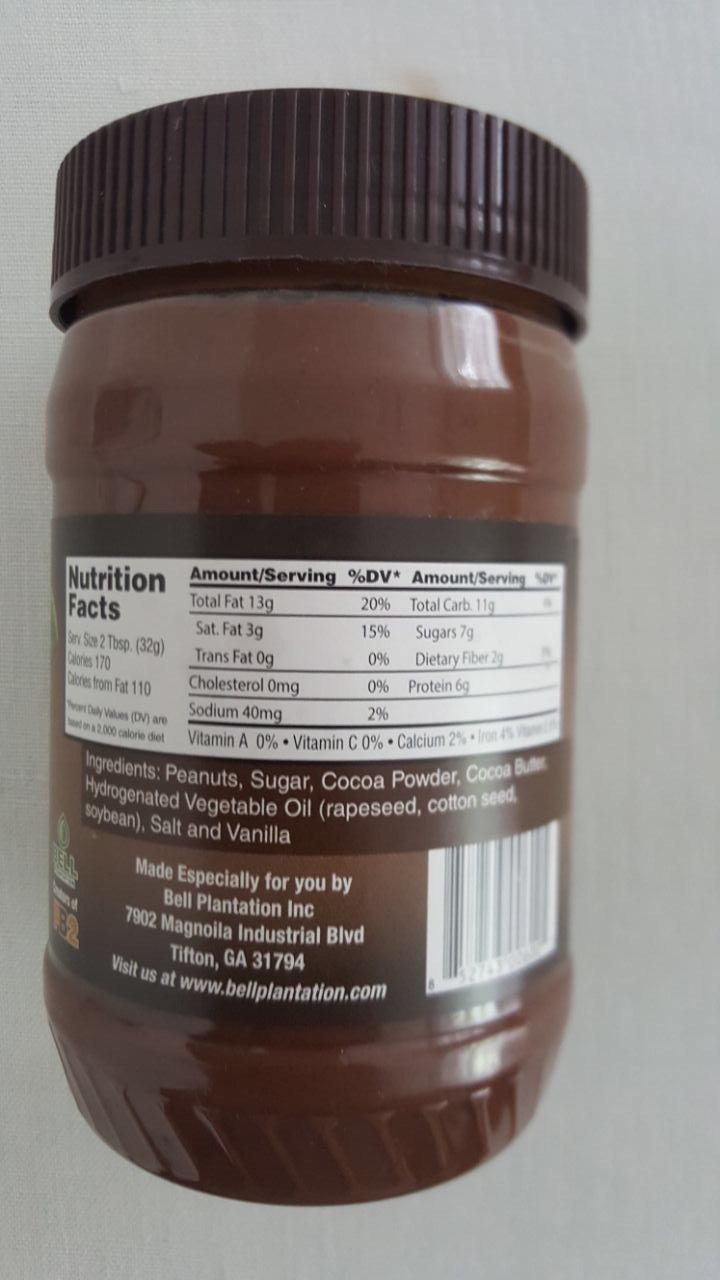 Nutrition
Facts
Serv. Size 2 Tbsp. (32g)
Calories 170
Calories from Fat 110
*Percent Daily Values (DV) are
based on a 2,000 calorie diet
Amount/Serving %DV* Amount/Serving %DV*
Total Fat 13g 20% Total Carb. 11g
Sat. Fat 3g 15% Sugars 7g
Trans Fat 0g 0% Dietary Fiber 2g
Cholesterol 0mg 0% Protein 6g
Sodium 40mg 2%
Vitamin A 0% • Vitamin C 0% • Calcium 2% • Iron 4%
Ingredients: Peanuts, Sugar, Cocoa Powder, Cocoa Butter,
Hydrogenated Vegetable Oil (rapeseed, cotton seed,
soybean), Salt and Vanilla
BELL
Creators of
PB2
Made Especially for you by
Bell Plantation Inc
7902 Magnoila Industrial Blvd
Tifton, GA 31794
Visit us at www.bellplantation.com
8